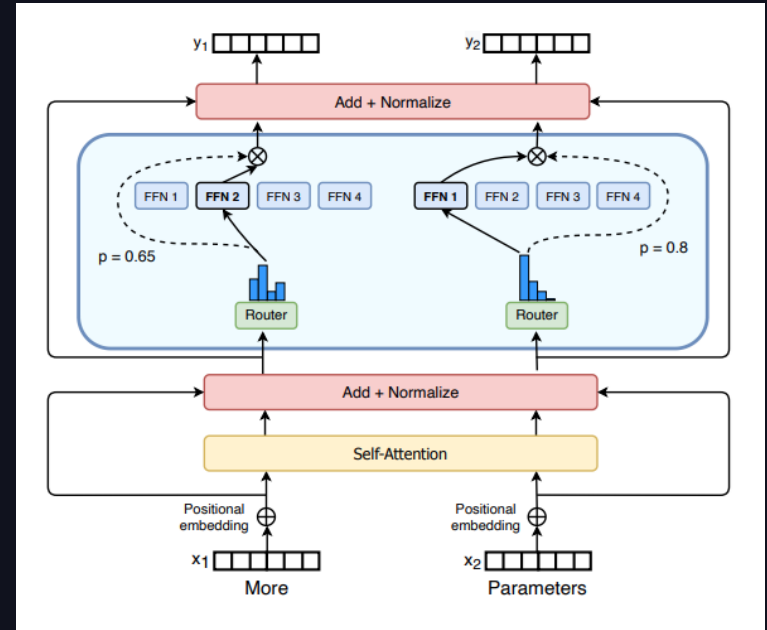 y1
y2
Add + Normalize
FFN 1
FFN 2
FFN 3
FFN 4
FFN 1
FFN 2
FFN 3
FFN 4
p = 0.65
p = 0.8
Router
Router
Add + Normalize
Self-Attention
Positional
embedding
Positional
embedding
x1
x2
More
Parameters